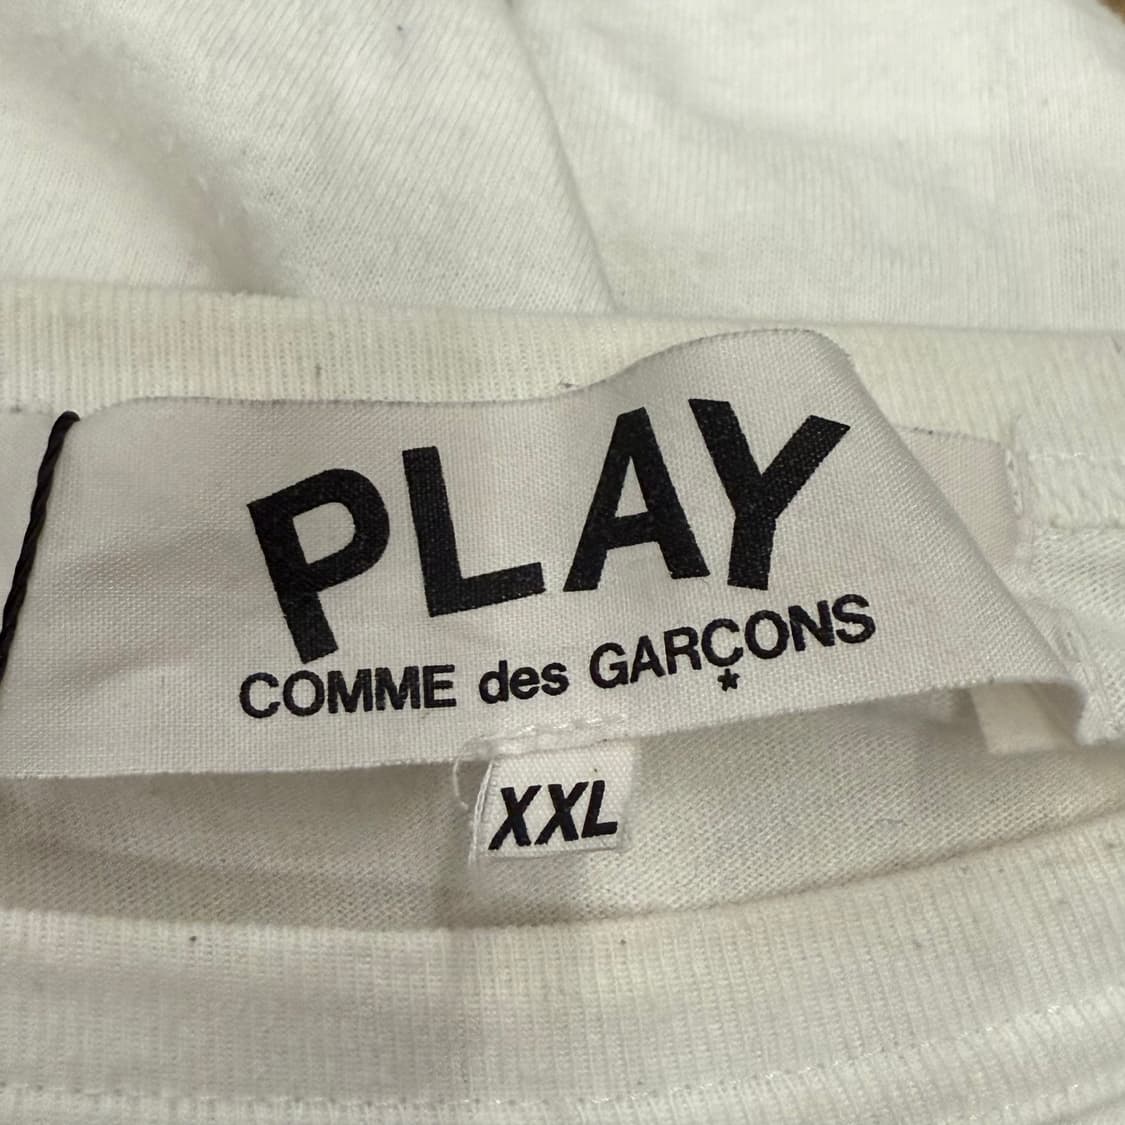 PLAY
COMME des GARÇONS
*
XXL